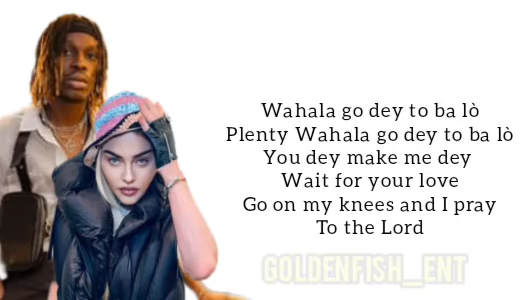 Wahala go dey to ba lò
Plenty Wahala go dey to ba lò
You dey make me dey
Wait for your love
Go on my knees and I pray
To the Lord
GOLDENFISH_ENT